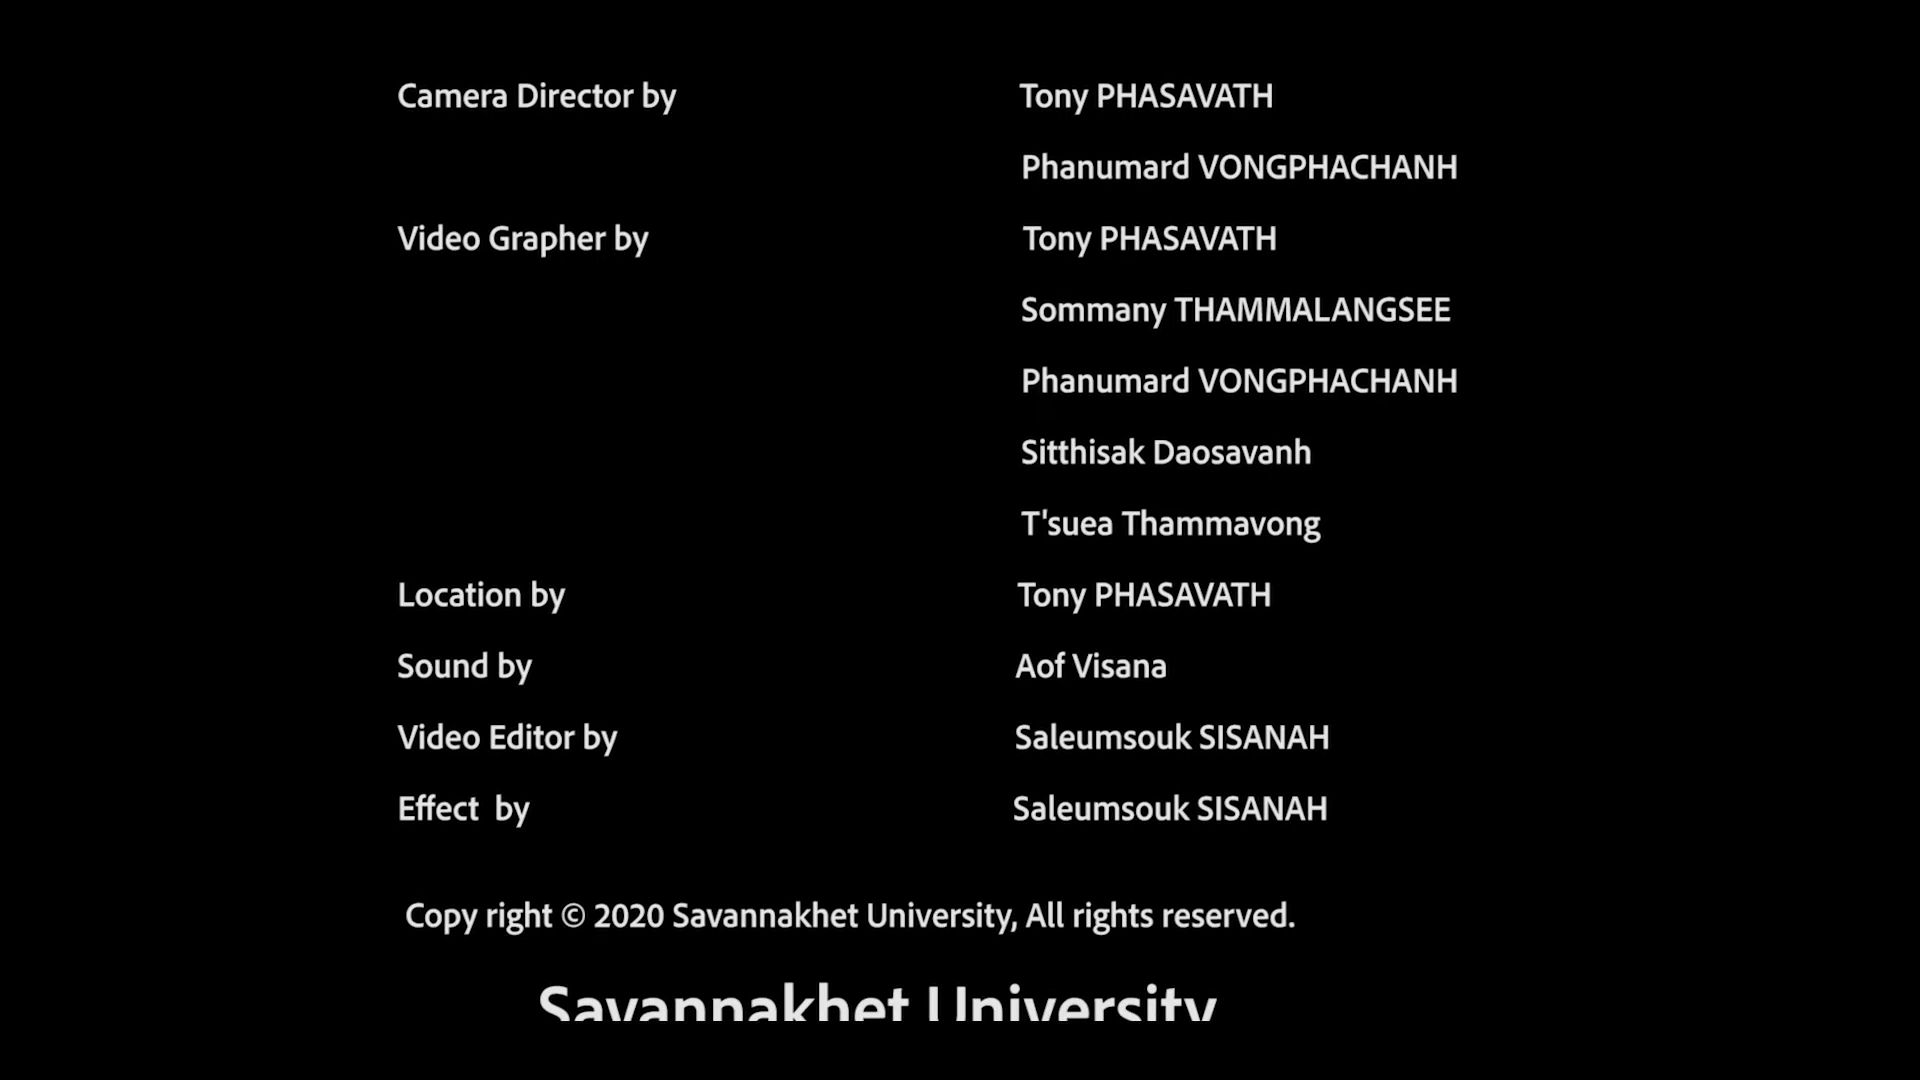 Camera Director by Tony PHASAVATH
Phanumard VONGPHACHANH
Video Grapher by Tony PHASAVATH
Sommany THAMMALANGSEE
Phanumard VONGPHACHANH
Sitthisak Daosavanh
T'suea Thammavong
Location by Tony PHASAVATH
Sound by Aof Visana
Video Editor by Saleumsouk SISANAH
Effect  by Saleumsouk SISANAH
Copy right © 2020 Savannakhet University, All rights reserved.
Savannakhet University